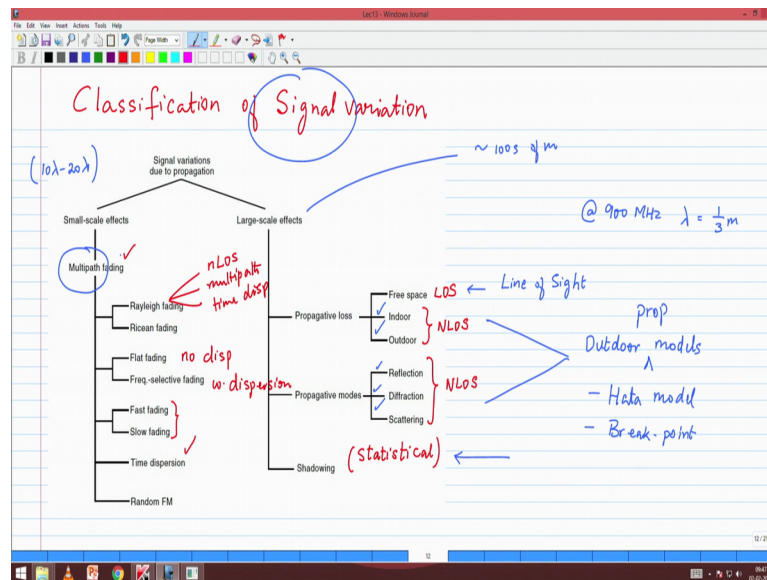 Lec13 - Windows Journal
File Edit View Insert Actions Tools Help
Page Width
B I
Classification of Signal variation
(10λ-20λ)
Signal variations
due to propagation
~ 100s of m
Small-scale effects
Large-scale effects
@ 900 MHz λ = 1/3 m
Multipath fading
nLOS
multipath
time disp
Rayleigh fading
Ricean fading
Flat fading no disp
Freq.-selective fading w. dispersion
Fast fading
Slow fading
Time dispersion
Random FM
Propagative loss
Free space LOS ← Line of Sight
Indoor
Outdoor
NLOS
Propagative modes
Reflection
Diffraction
Scattering
NLOS
Shadowing (statistical) ←
prop
Outdoor models
- Hata model
- Break-point
12
09:47